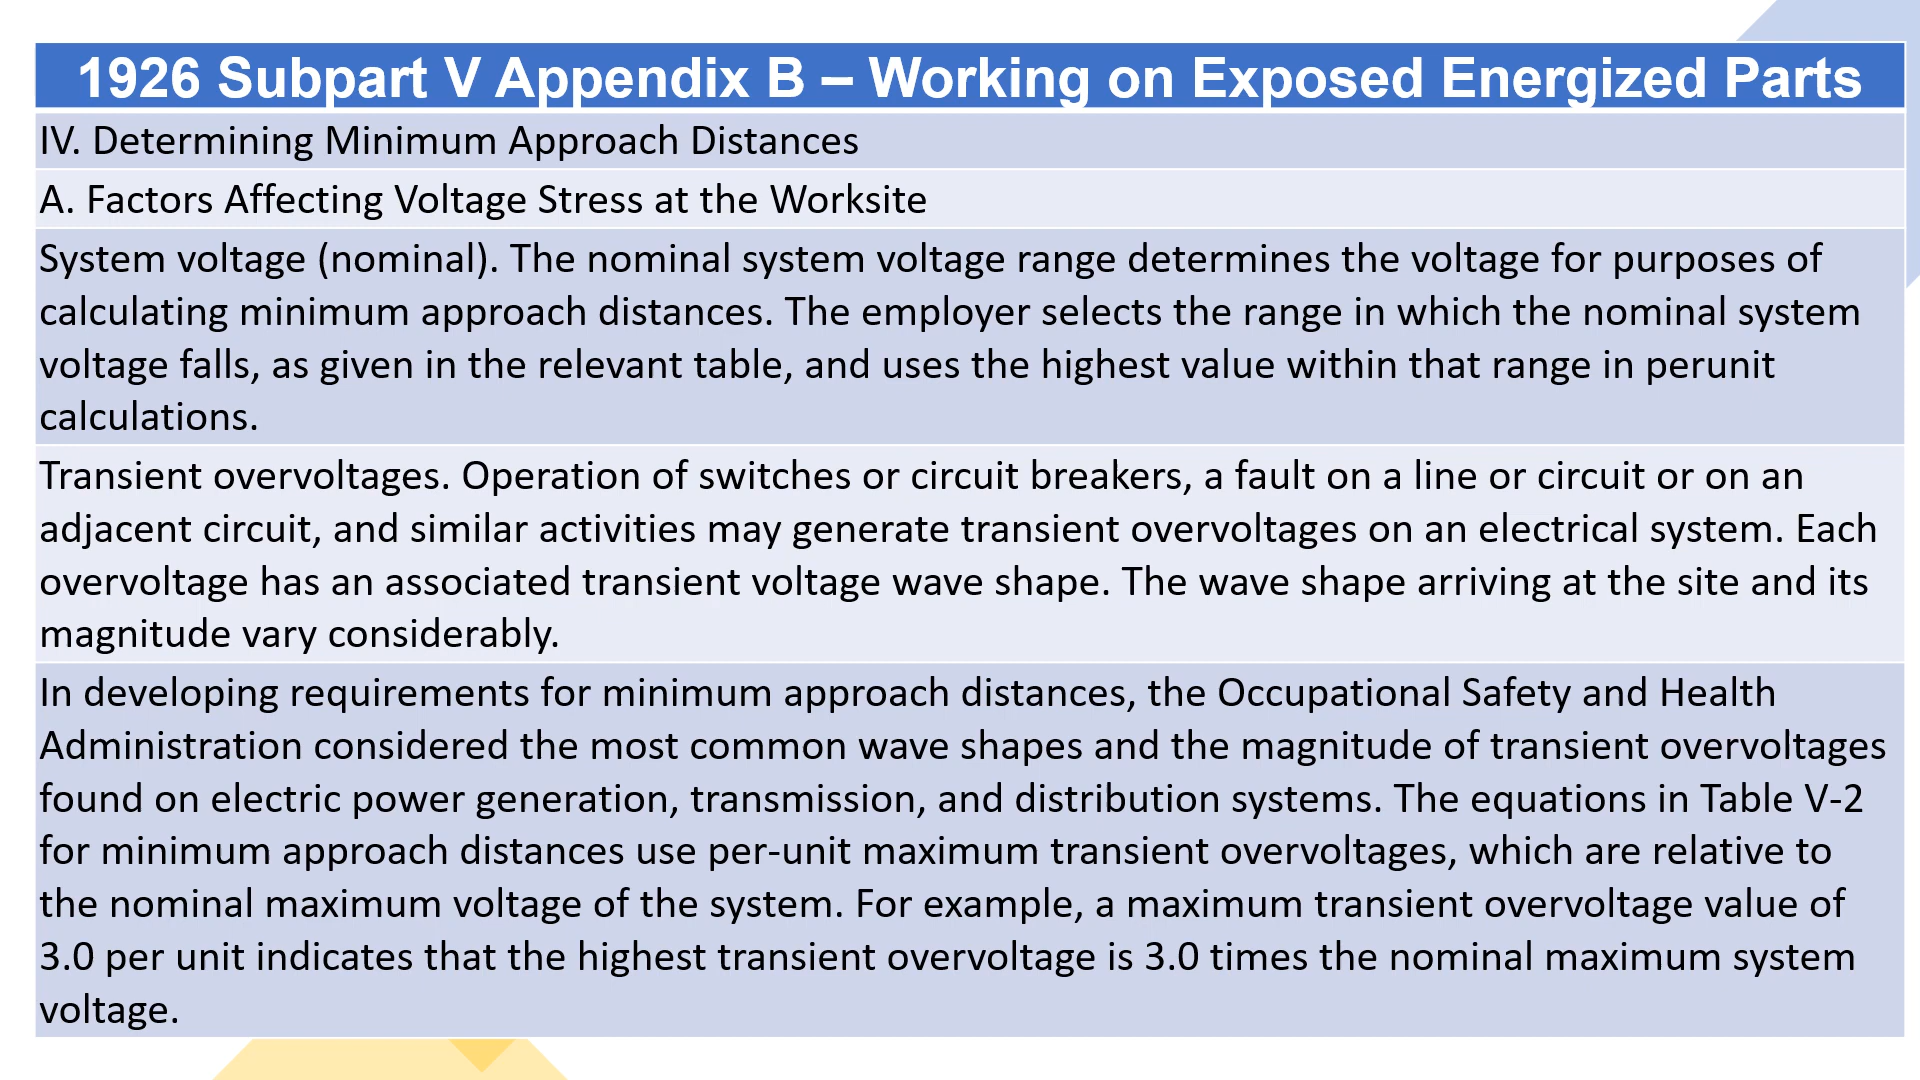 1926 Subpart V Appendix B – Working on Exposed Energized Parts
IV. Determining Minimum Approach Distances
A. Factors Affecting Voltage Stress at the Worksite
System voltage (nominal). The nominal system voltage range determines the voltage for purposes of
calculating minimum approach distances. The employer selects the range in which the nominal system
voltage falls, as given in the relevant table, and uses the highest value within that range in perunit
calculations.
Transient overvoltages. Operation of switches or circuit breakers, a fault on a line or circuit or on an
adjacent circuit, and similar activities may generate transient overvoltages on an electrical system. Each
overvoltage has an associated transient voltage wave shape. The wave shape arriving at the site and its
magnitude vary considerably.
In developing requirements for minimum approach distances, the Occupational Safety and Health
Administration considered the most common wave shapes and the magnitude of transient overvoltages
found on electric power generation, transmission, and distribution systems. The equations in Table V-2
for minimum approach distances use per-unit maximum transient overvoltages, which are relative to
the nominal maximum voltage of the system. For example, a maximum transient overvoltage value of
3.0 per unit indicates that the highest transient overvoltage is 3.0 times the nominal maximum system
voltage.